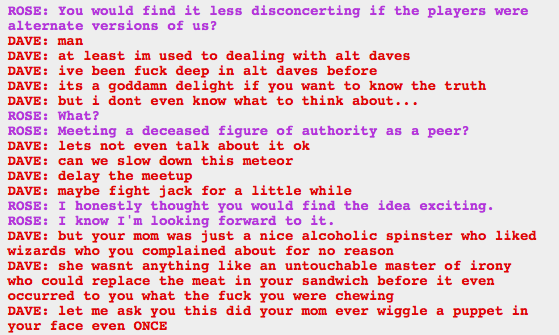 ROSE: You would find it less disconcerting if the players were
alternate versions of us?
DAVE: man
DAVE: at least im used to dealing with alt daves
DAVE: ive been fuck deep in alt daves before
DAVE: its a goddamn delight if you want to know the truth
DAVE: but i dont even know what to think about...
ROSE: What?
ROSE: Meeting a deceased figure of authority as a peer?
DAVE: lets not even talk about it ok
DAVE: can we slow down this meteor
DAVE: delay the meetup
DAVE: maybe fight jack for a little while
ROSE: I honestly thought you would find the idea exciting.
ROSE: I know I'm looking forward to it.
DAVE: but your mom was just a nice alcoholic spinster who liked
wizards who you complained about for no reason
DAVE: she wasnt anything like an untouchable master of irony
who could replace the meat in your sandwich before it even
occurred to you what the fuck you were chewing
DAVE: let me ask you this did your mom ever wiggle a puppet in
your face even ONCE